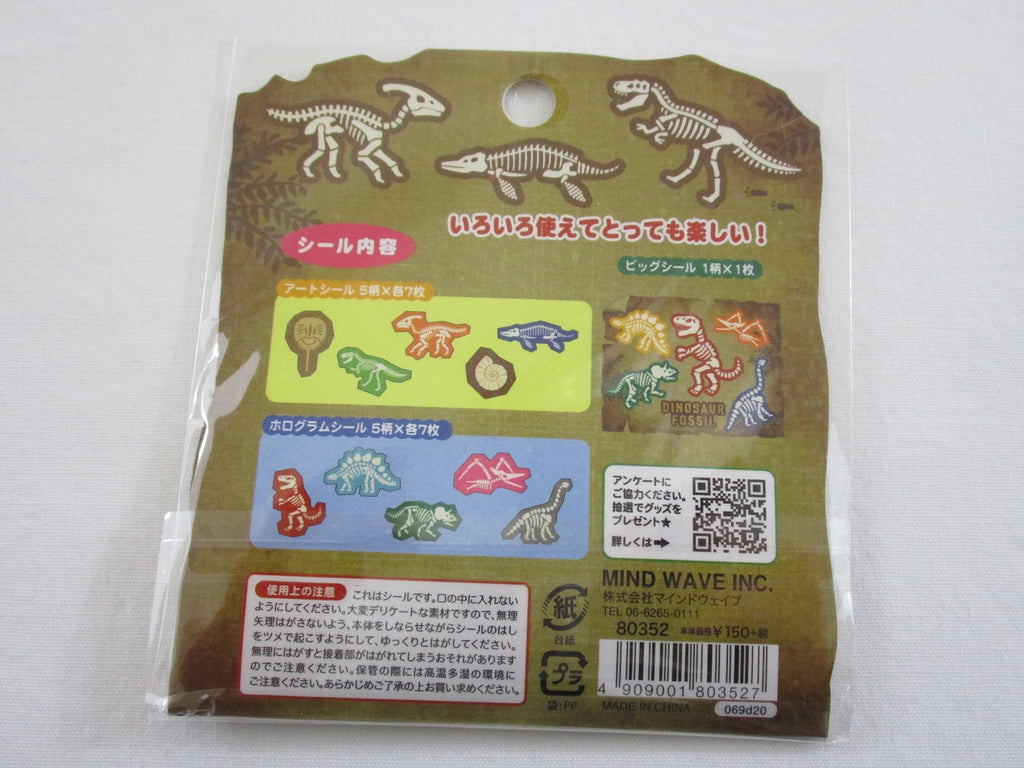 いろいろ使えてとっても楽しい!
シール内容
ビッグシール 1柄×1枚
アートシール 5柄×各7枚
DINOSAUR
FOSSIL
ホログラムシール 5柄×各7枚
アンケートに
ご協力ください。
抽選でグッズを
プレゼント★
詳しくは➡
使用上の注意 これはシールです。口の中に入れない
ようにしてください。大変デリケートな素材ですので、無理
矢理はがさないよう、本体をしならせながらシールのはし
をツメで起こすようにして、ゆっくりとはがしてください。
無理にはがすと接着部がはがれてしまうおそれがあります
のでご注意ください。保管の際には高温多湿の環境に
ご注意ください。あらかじめご了承の上お買い求めください。
紙
台紙
プラ
袋:PP
MIND WAVE INC.
株式会社マインドウェイブ
TEL 06-6265-0111
80352 本体価格¥150+税
4 909001 803527
MADE IN CHINA
069d20